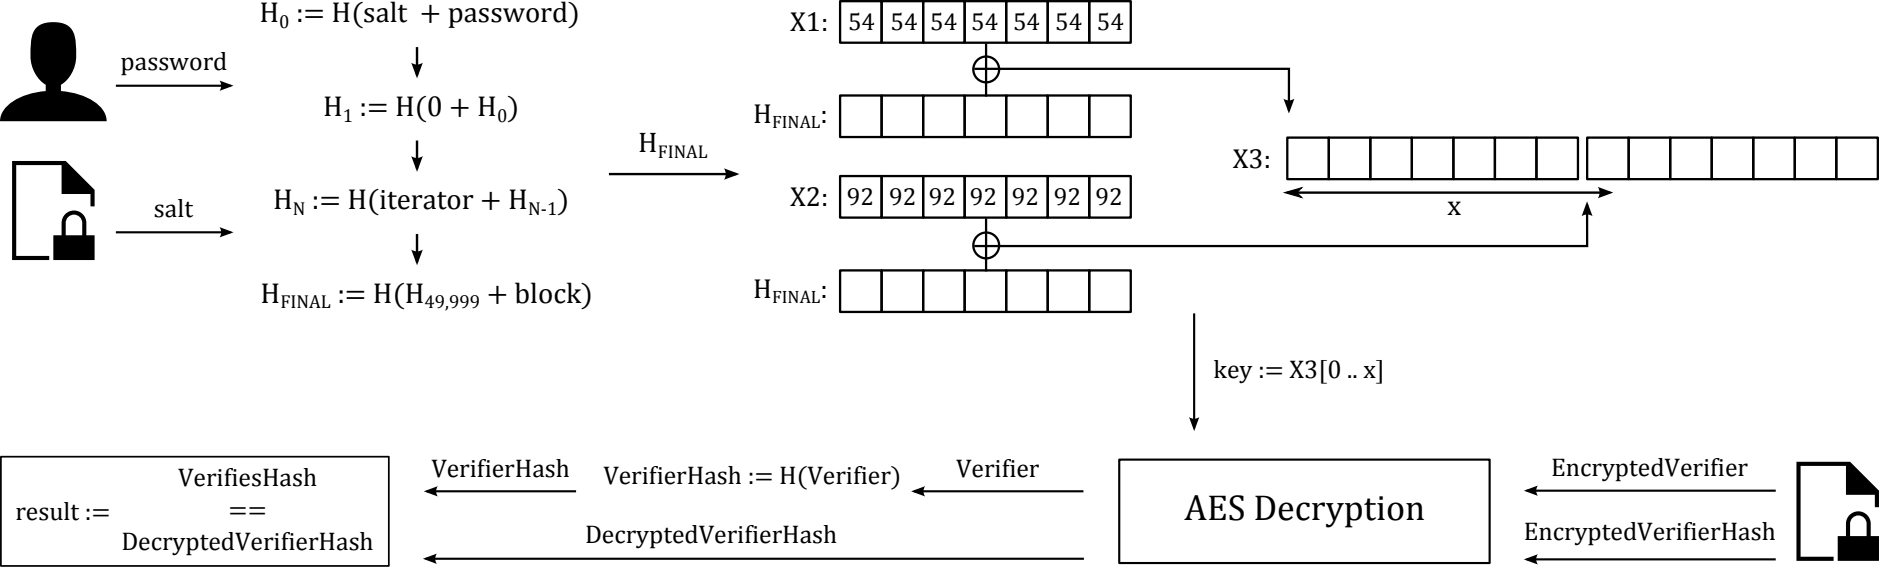 password
salt
H0 := H(salt + password)
H1 := H(0 + H0)
HN := H(iterator + HN-1)
HFINAL := H(H49,999 + block)
HFINAL
X1: 54 54 54 54 54 54 54
HFINAL:
X2: 92 92 92 92 92 92 92
HFINAL:
X3:
x
key := X3[0 .. x]
EncryptedVerifier
EncryptedVerifierHash
AES Decryption
Verifier
VerifierHash := H(Verifier)
VerifierHash
DecryptedVerifierHash
VerifiesHash
result := ==
DecryptedVerifierHash